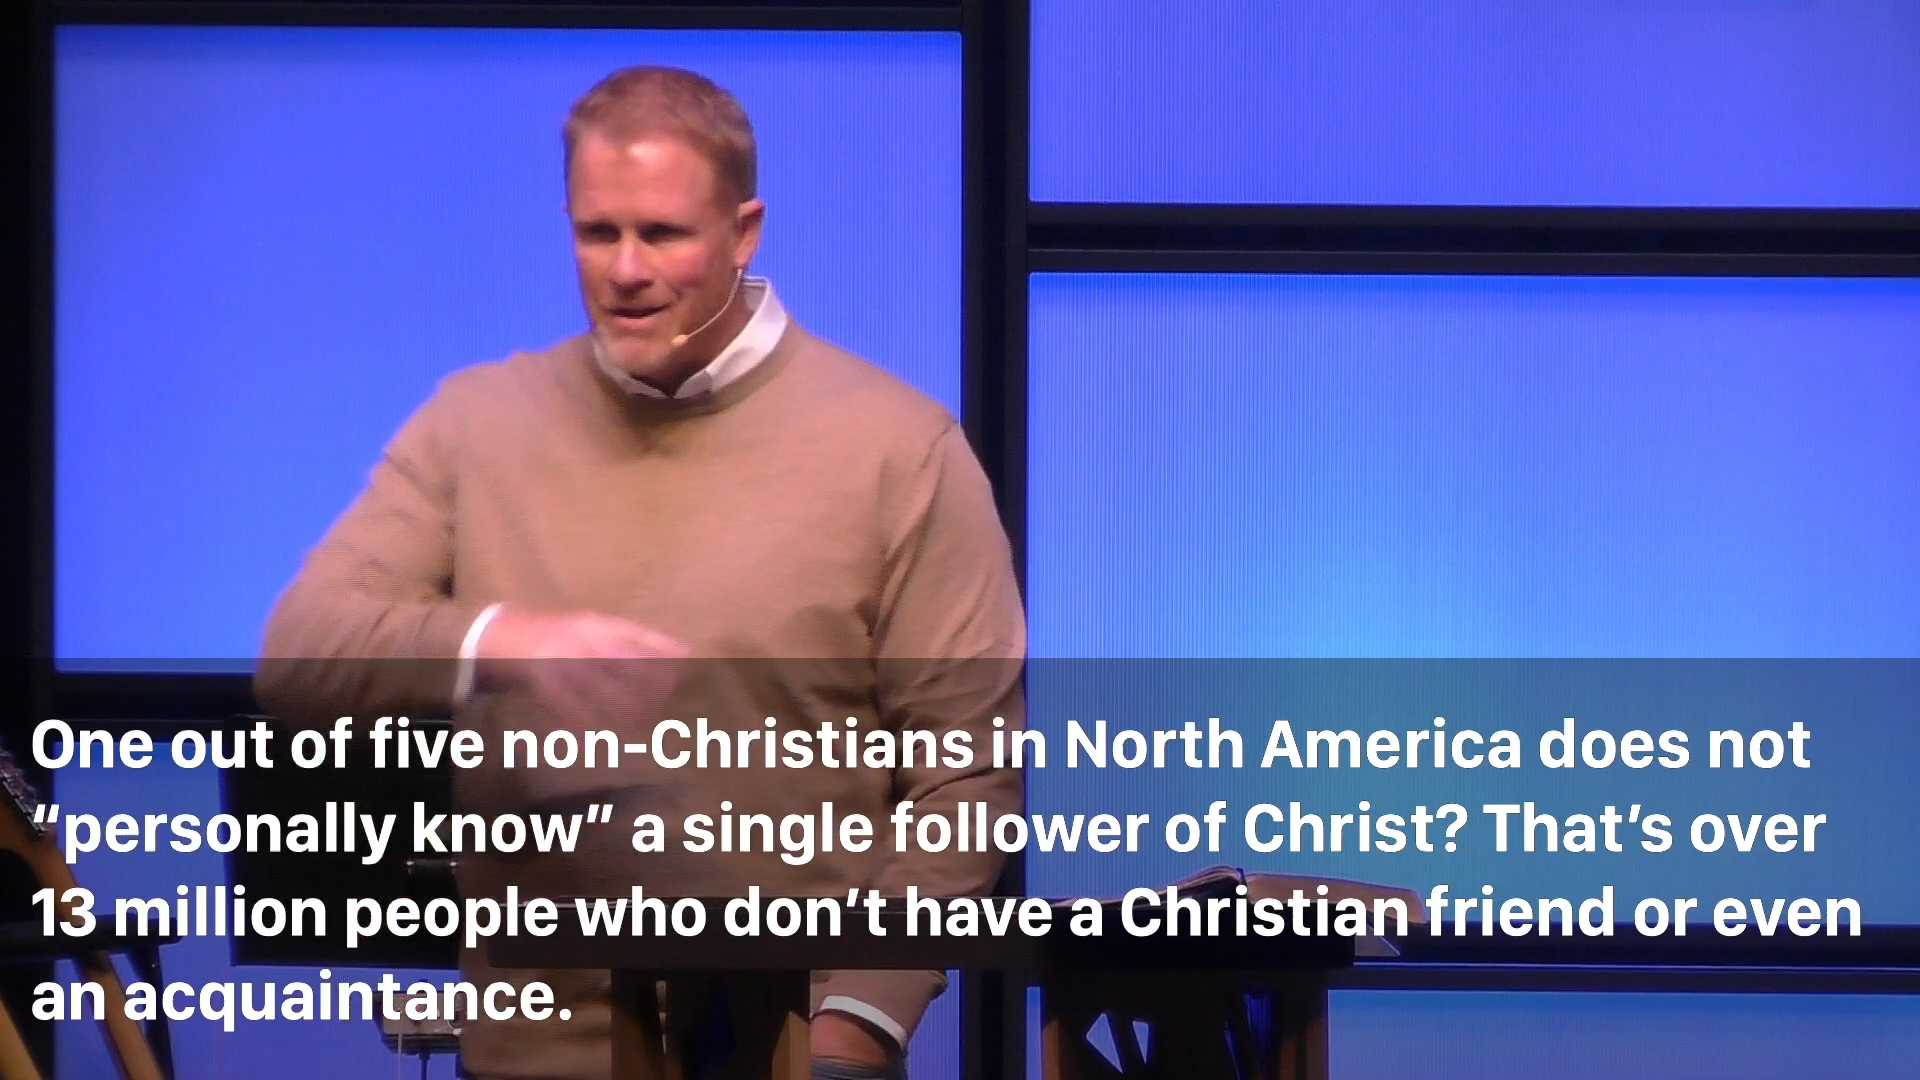 One out of five non-Christians in North America does not
“personally know” a single follower of Christ? That’s over
13 million people who don’t have a Christian friend or even
an acquaintance.